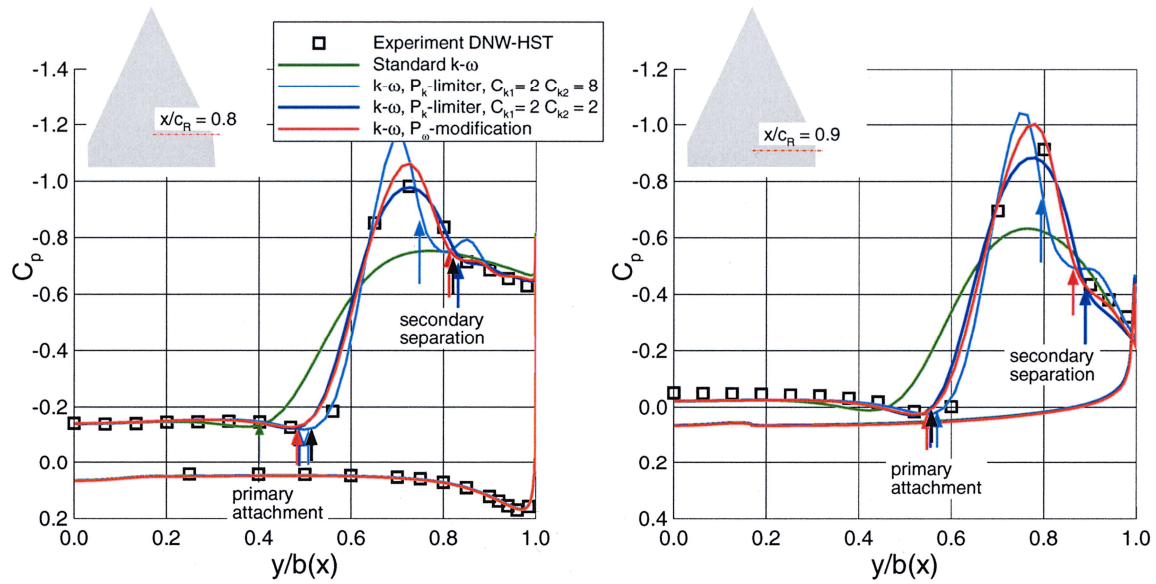 Experiment DNW-HST
Standard k-ω
k-ω, Pk-limiter, Ck1= 2 Ck2= 8
k-ω, Pk-limiter, Ck1= 2 Ck2= 2
k-ω, Pω-modification
x/cR = 0.8
-1.4
-1.2
-1.0
-0.8
-0.6
-0.4
-0.2
0.0
0.2
Cp
secondary
separation
primary
attachment
0.0 0.2 0.4 0.6 0.8 1.0
y/b(x)
x/cR = 0.9
-1.2
-1.0
-0.8
-0.6
-0.4
-0.2
0.0
0.2
0.4
Cp
secondary
separation
primary
attachment
0.0 0.2 0.4 0.6 0.8 1.0
y/b(x)